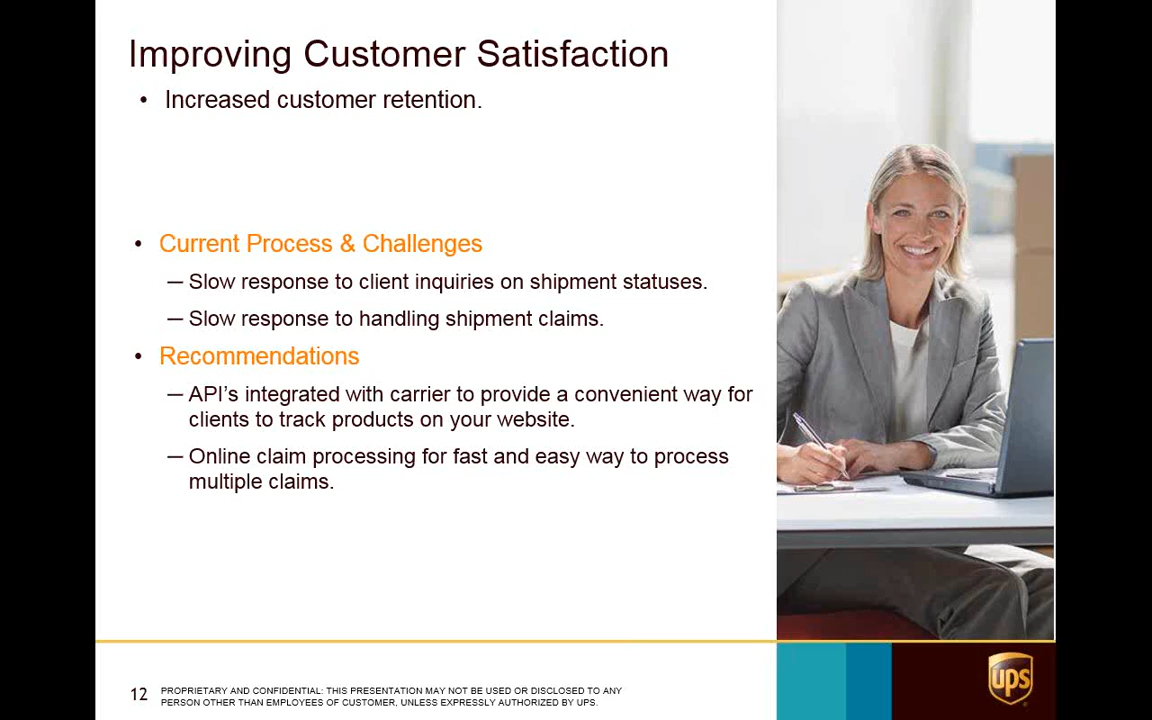 Improving Customer Satisfaction
• Increased customer retention.
• Current Process & Challenges
— Slow response to client inquiries on shipment statuses.
— Slow response to handling shipment claims.
• Recommendations
— API’s integrated with carrier to provide a convenient way for
clients to track products on your website.
— Online claim processing for fast and easy way to process
multiple claims.
12
PROPRIETARY AND CONFIDENTIAL: THIS PRESENTATION MAY NOT BE USED OR DISCLOSED TO ANY
PERSON OTHER THAN EMPLOYEES OF CUSTOMER, UNLESS EXPRESSLY AUTHORIZED BY UPS.
ups